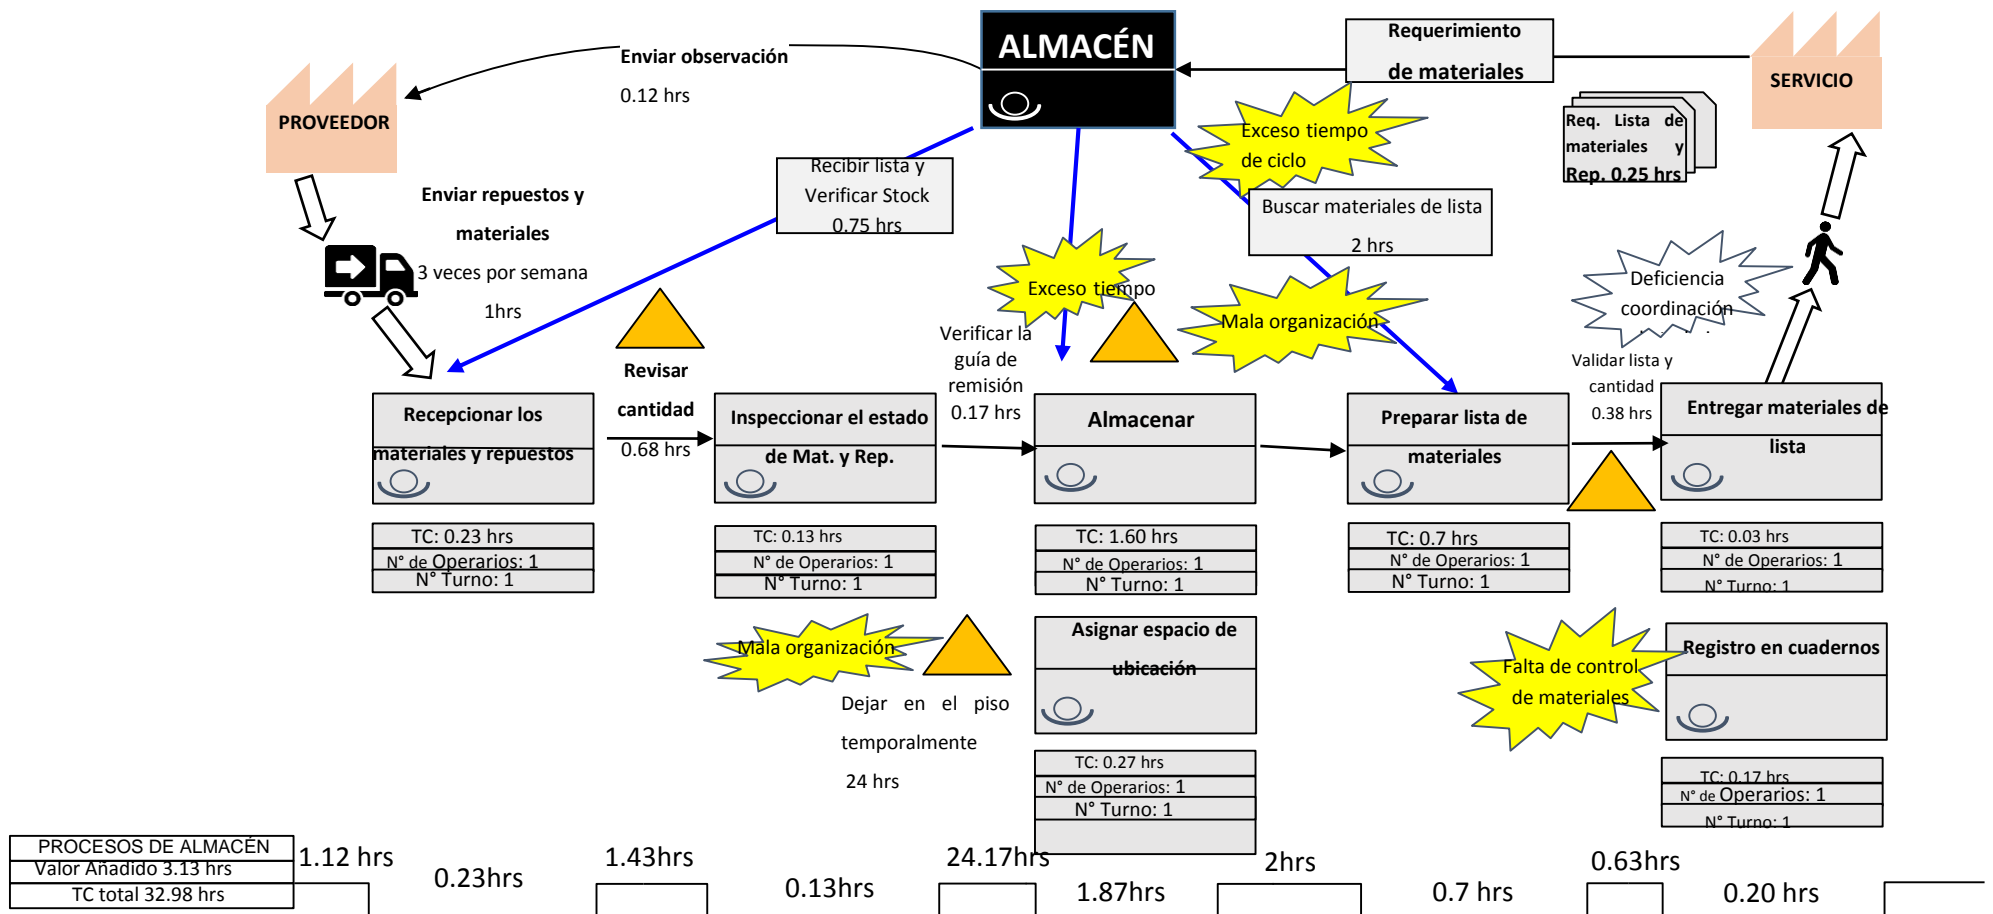 ALMACÉN
Requerimiento
de materiales
SERVICIO
Enviar observación
0.12 hrs
PROVEEDOR
Req. Lista de
materiales y
Rep. 0.25 hrs
Exceso tiempo
de ciclo
Recibir lista y
Verificar Stock
0.75 hrs
Enviar repuestos y
materiales
3 veces por semana
1hrs
Buscar materiales de lista
2 hrs
Exceso tiempo
Mala organización
Deficiencia
coordinación
Revisar
cantidad
0.68 hrs
Verificar la
guía de
remisión
0.17 hrs
Validar lista y
cantidad
0.38 hrs
Recepcionar los
materiales y repuestos
Inspeccionar el estado
de Mat. y Rep.
Almacenar
Preparar lista de
materiales
Entregar materiales de
lista
TC: 0.23 hrs
N° de Operarios: 1
N° Turno: 1
TC: 0.13 hrs
N° de Operarios: 1
N° Turno: 1
TC: 1.60 hrs
N° de Operarios: 1
N° Turno: 1
TC: 0.7 hrs
N° de Operarios: 1
N° Turno: 1
TC: 0.03 hrs
N° de Operarios: 1
N° Turno: 1
Mala organización
Dejar en el piso
temporalmente
24 hrs
Asignar espacio de
ubicación
TC: 0.27 hrs
N° de Operarios: 1
N° Turno: 1
Falta de control
de materiales
Registro en cuadernos
TC: 0.17 hrs
N° de Operarios: 1
N° Turno: 1
PROCESOS DE ALMACÉN
Valor Añadido 3.13 hrs
TC total 32.98 hrs
1.12 hrs
0.23hrs
1.43hrs
0.13hrs
24.17hrs
1.87hrs
2hrs
0.7 hrs
0.63hrs
0.20 hrs